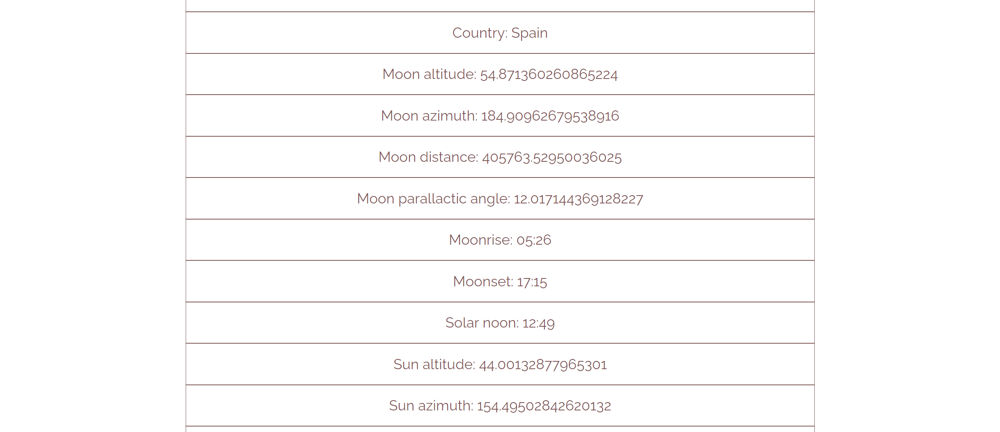 Country: Spain
Moon altitude: 54.871360260865224
Moon azimuth: 184.90962679538916
Moon distance: 405763.52950036025
Moon parallactic angle: 12.017144369128227
Moonrise: 05:26
Moonset: 17:15
Solar noon: 12:49
Sun altitude: 44.00132877965301
Sun azimuth: 154.49502842620132